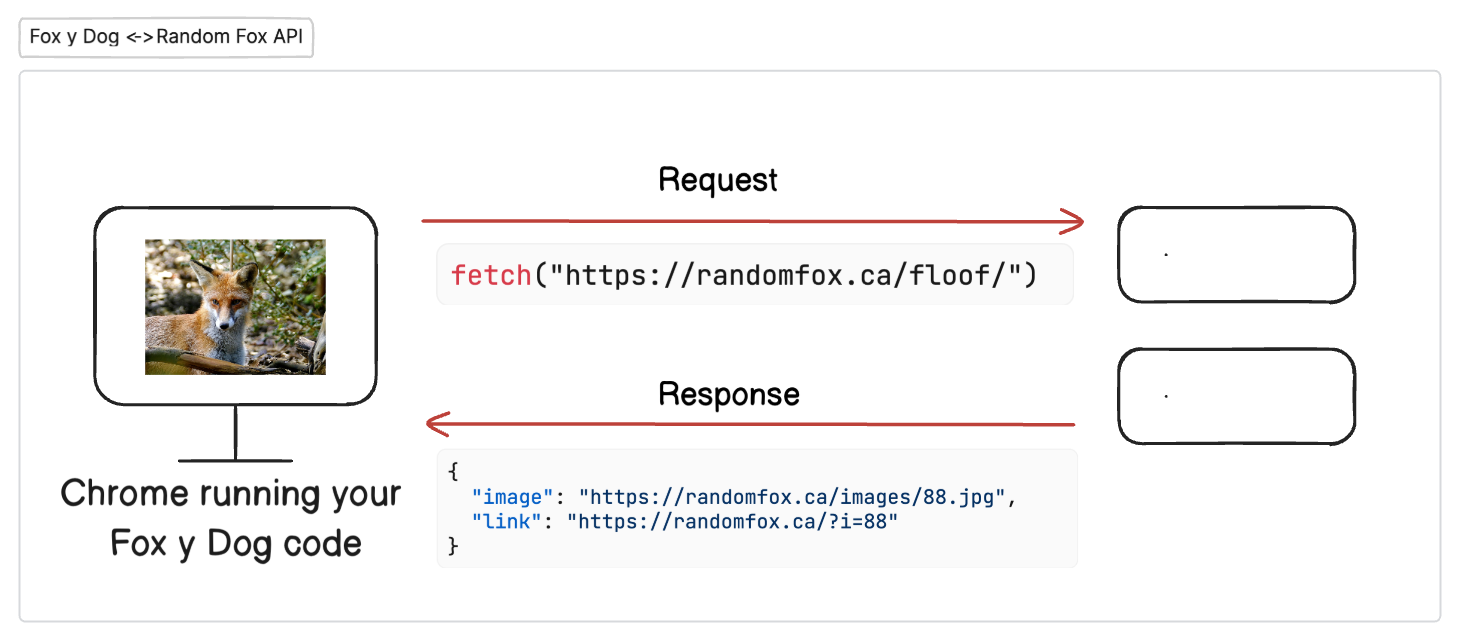 Fox y Dog <-> Random Fox API
Request
fetch("https://randomfox.ca/floof/")
Response
{
"image": "https://randomfox.ca/images/88.jpg",
"link": "https://randomfox.ca/?i=88"
}
Chrome running your
Fox y Dog code